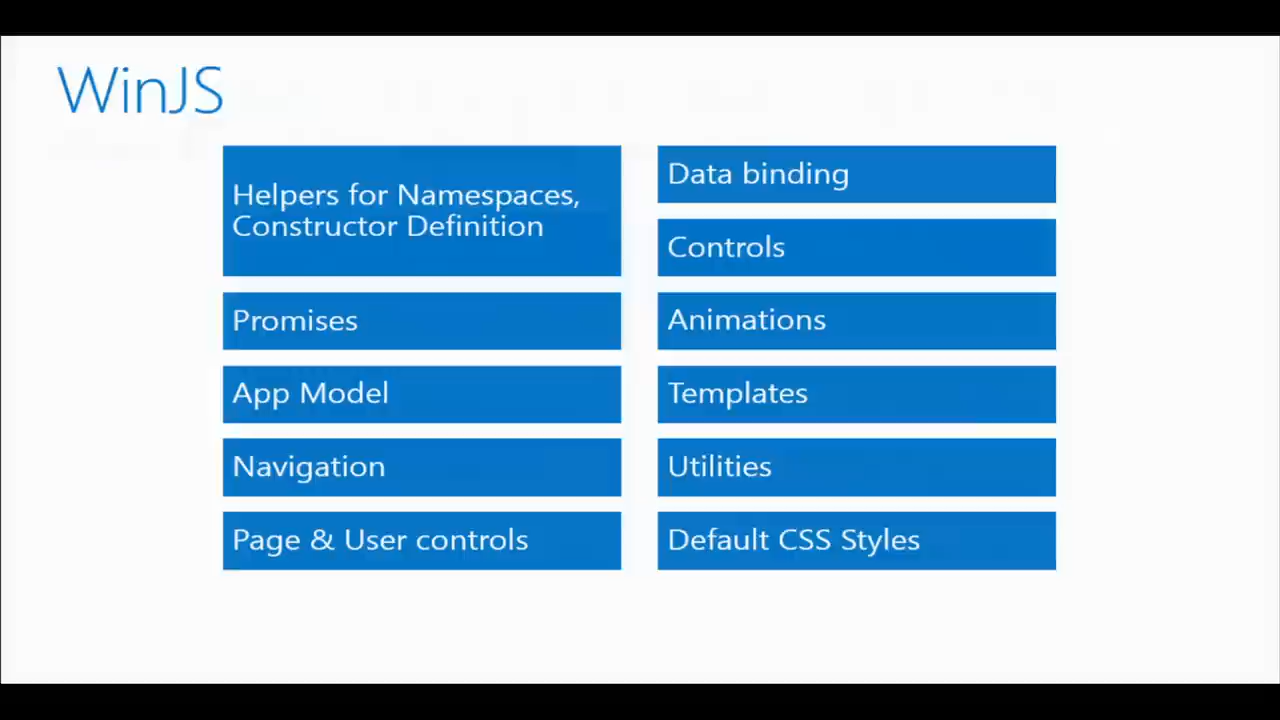 WinJS
Helpers for Namespaces,
Constructor Definition
Promises
App Model
Navigation
Page & User controls
Data binding
Controls
Animations
Templates
Utilities
Default CSS Styles